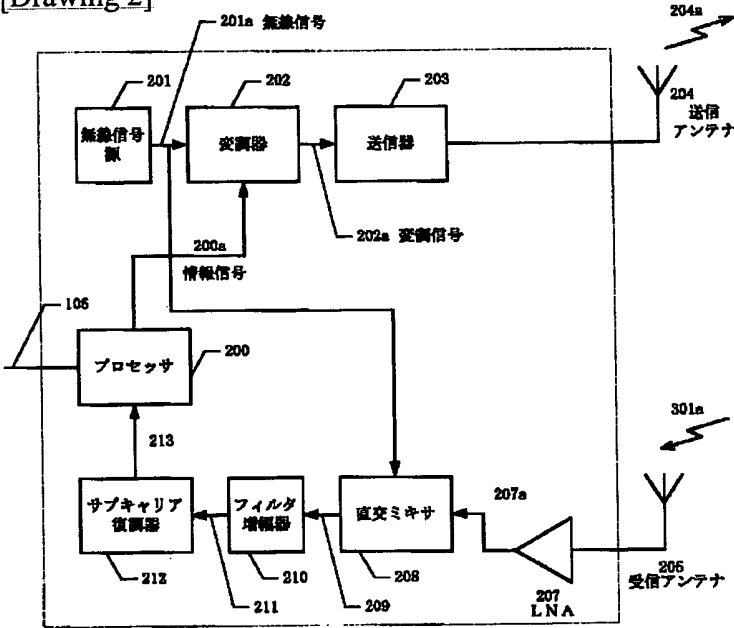 [Drawing 2]
201a 無線信号
204a
201
202
203
無線信号
源
変調器
送信器
204
送信
アンテナ
202a 変調信号
200a
情報信号
106
プロセッサ
200
301a
213
207a
サブキャリア
復調器
フィルタ
増幅器
直交ミキサ
212
211
210
209
208
207
LNA
206
受信アンテナ